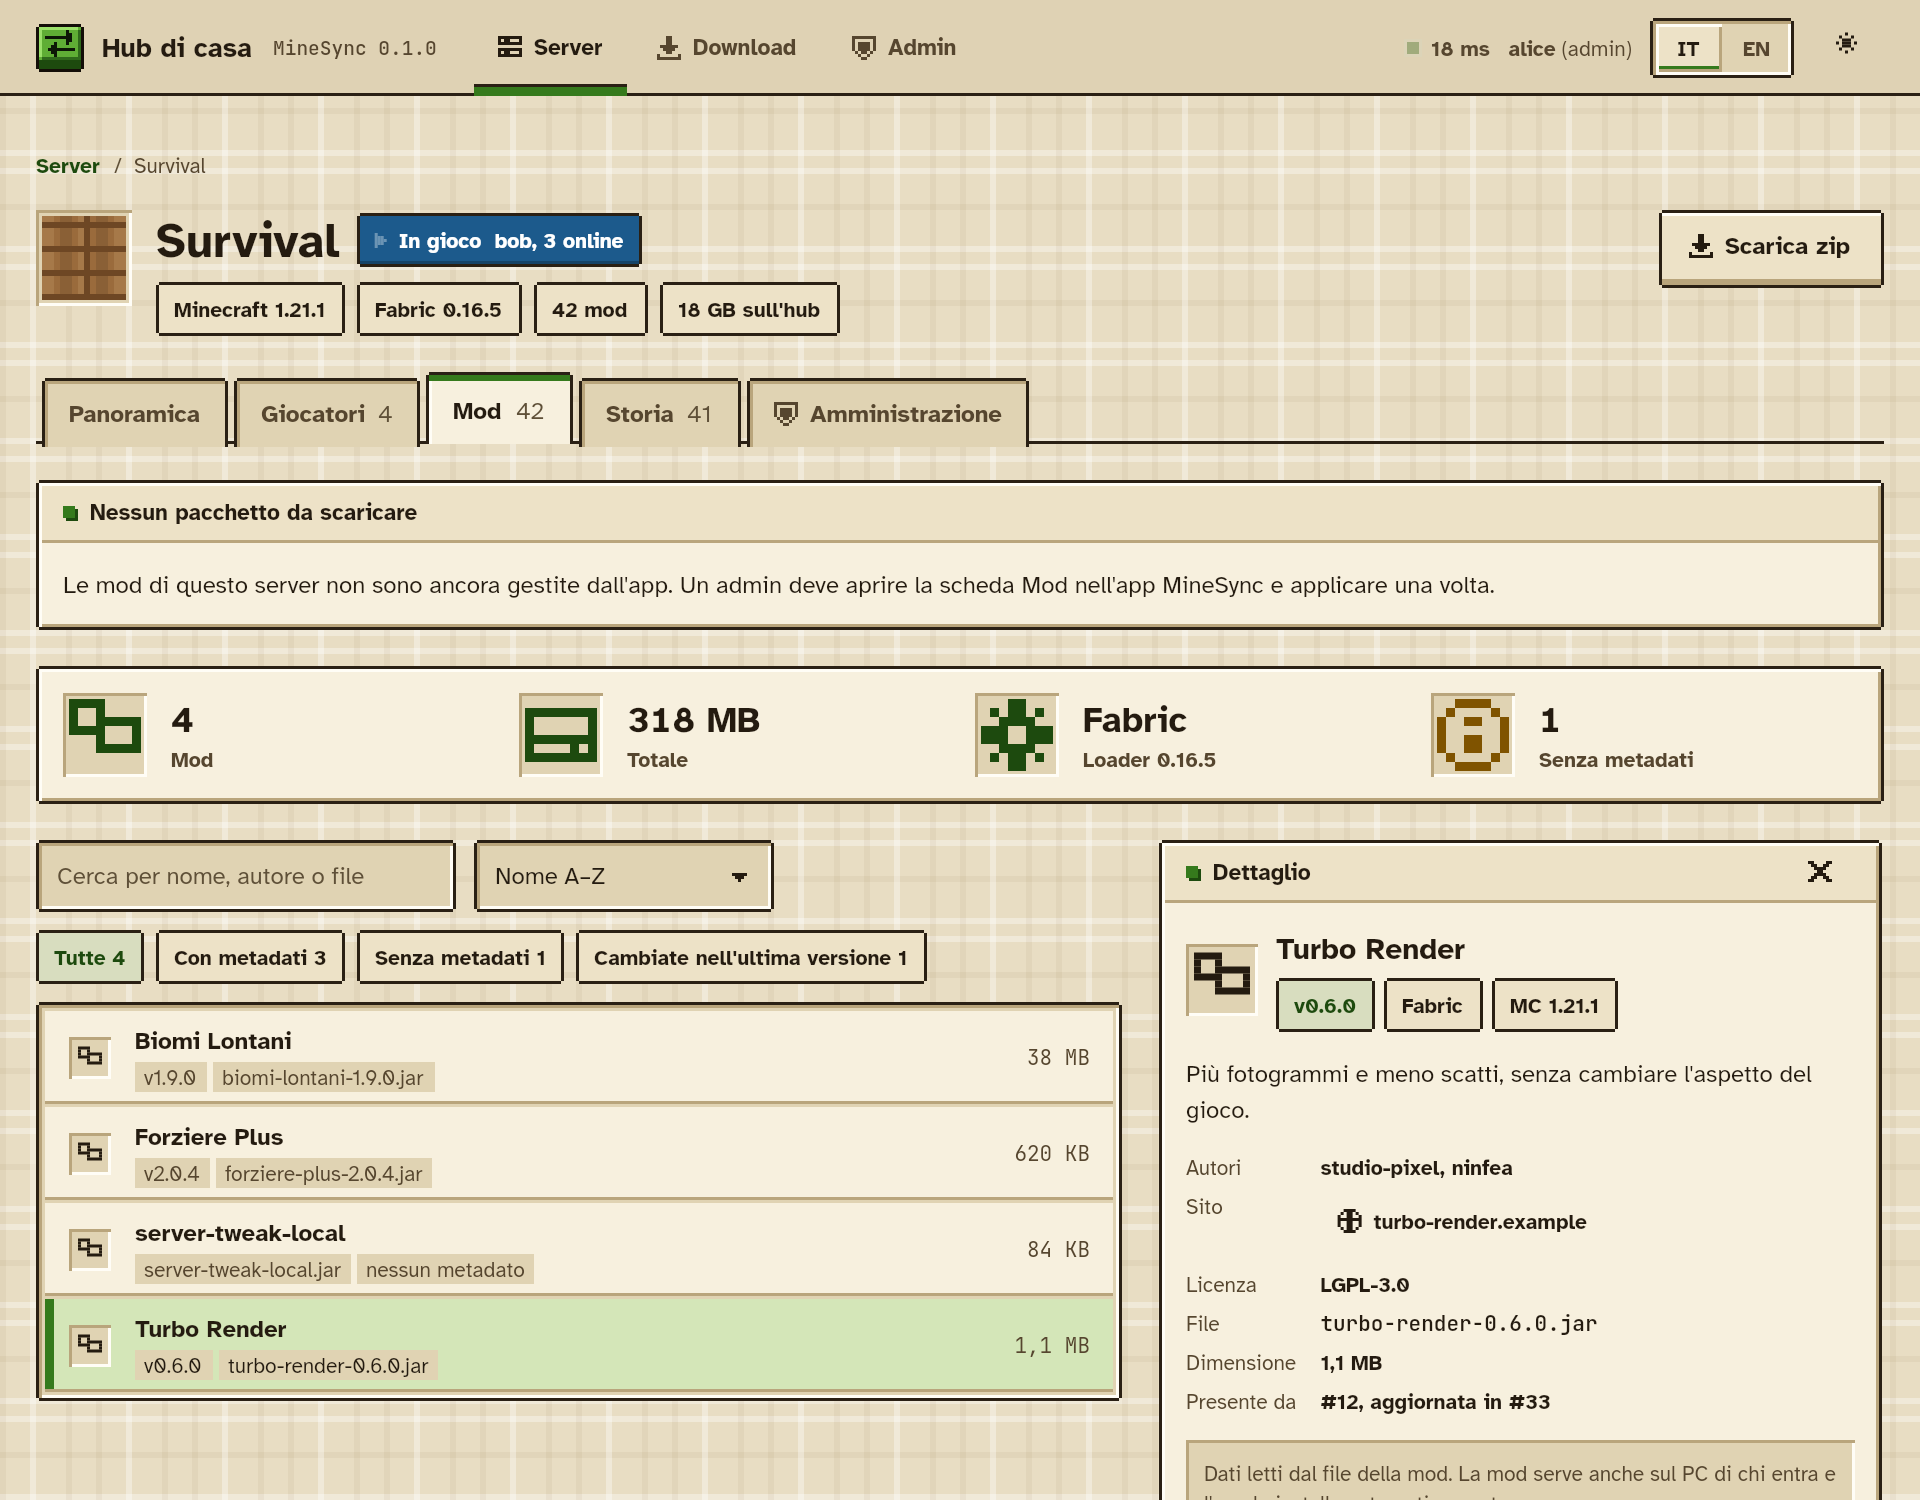 Hub di casa MineSync 0.1.0 Server Download Admin 18 ms alice (admin) IT EN
Server / Survival
Survival In gioco bob, 3 online Scarica zip
Minecraft 1.21.1 Fabric 0.16.5 42 mod 18 GB sull'hub
Panoramica Giocatori 4 Mod 42 Storia 41 Amministrazione
Nessun pacchetto da scaricare
Le mod di questo server non sono ancora gestite dall'app. Un admin deve aprire la scheda Mod nell'app MineSync e applicare una volta.
4 318 MB Fabric 1
Mod Totale Loader 0.16.5 Senza metadati
Cerca per nome, autore o file Nome A–Z
Tutte 4 Con metadati 3 Senza metadati 1 Cambiate nell'ultima versione 1
Biomi Lontani
v1.9.0 biomi-lontani-1.9.0.jar 38 MB
Forziere Plus
v2.0.4 forziere-plus-2.0.4.jar 620 KB
server-tweak-local
server-tweak-local.jar nessun metadato 84 KB
Turbo Render
v0.6.0 turbo-render-0.6.0.jar 1,1 MB
Dettaglio
Turbo Render
v0.6.0 Fabric MC 1.21.1
Più fotogrammi e meno scatti, senza cambiare l'aspetto del
gioco.
Autori studio-pixel, ninfea
Sito turbo-render.example
Licenza LGPL-3.0
File turbo-render-0.6.0.jar
Dimensione 1,1 MB
Presente da #12, aggiornata in #33
Dati letti dal file della mod. La mod serve anche sul PC di chi entra e